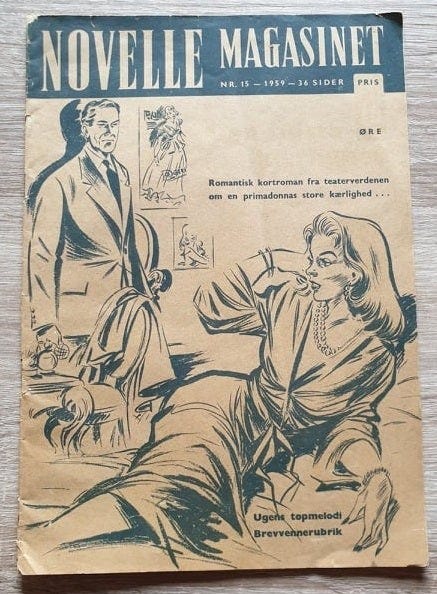 NOVELLE MAGASINET
NR. 15 — 1959 — 36 SIDER PRIS
ØRE
Romantisk kortroman fra teaterverdenen
om en primadonnas store kærlighed . . .
Ugens topmelodi
Brevvennerubrik